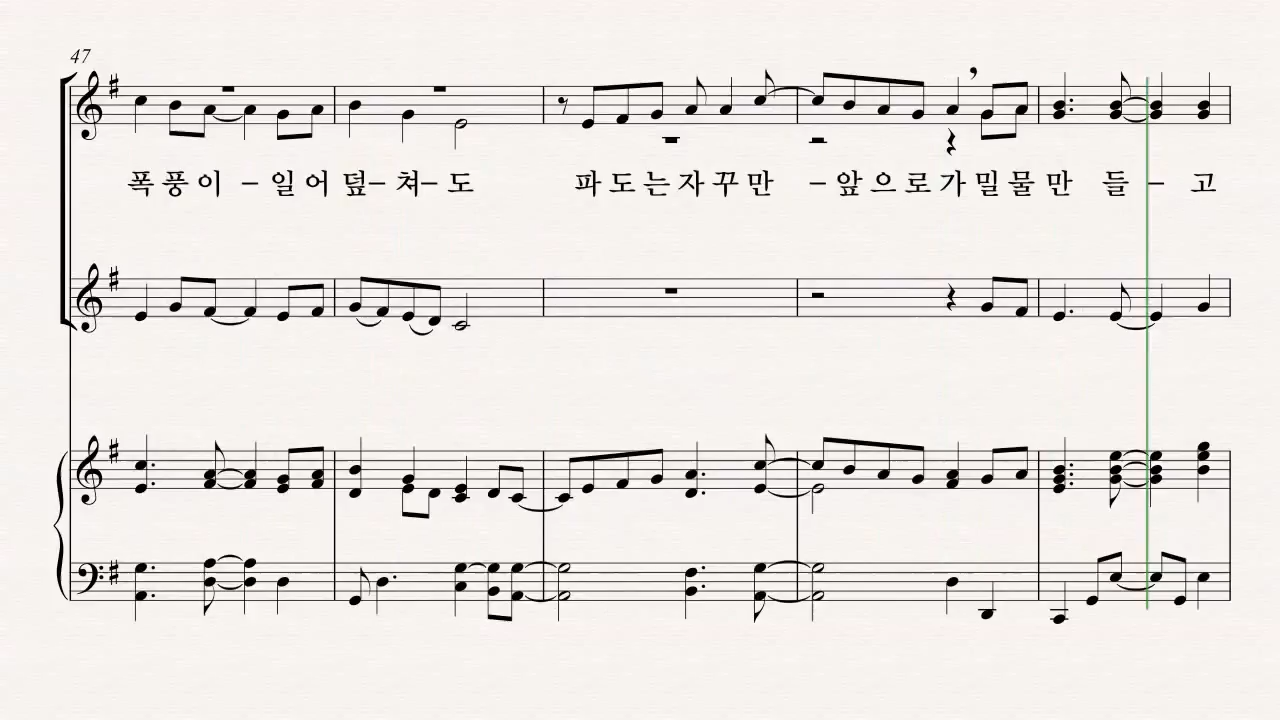 47
폭 풍 이 – 일 어 덮– 쳐– 도 파 도 는 자 꾸 만 – 앞 으 로 가 밀 물 만 들 – 고